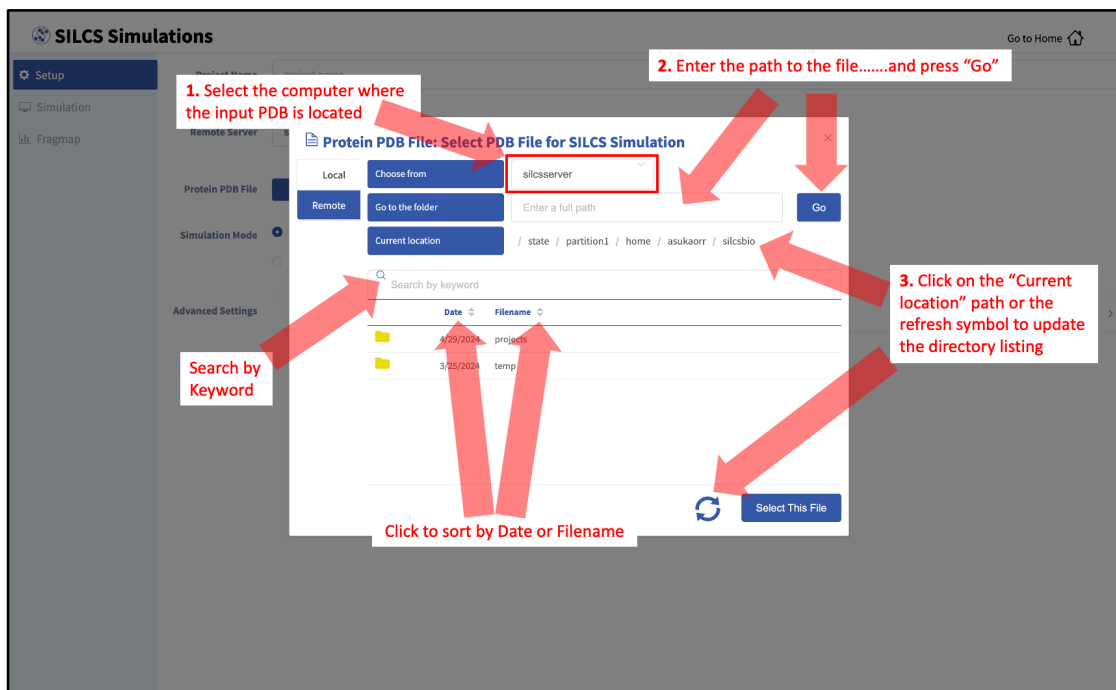 SILCS Simulations
Go to Home
Setup
Simulation
Fragmap
Project Name
project name
Remote Server
s
Protein PDB File
Simulation Mode
Advanced Settings
1. Select the computer where
the input PDB is located
2. Enter the path to the file.......and press “Go”
Protein PDB File: Select PDB File for SILCS Simulation
×
Local
Remote
Choose from
silcsserver
Go to the folder
Enter a full path
Go
Current location
/ state / partition1 / home / asukaorr / silcsbio
Search by keyword
Date
Filename
4/29/2024
projects
3/25/2024
temp
3. Click on the “Current
location” path or the
refresh symbol to update
the directory listing
Search by
Keyword
Click to sort by Date or Filename
Select This File